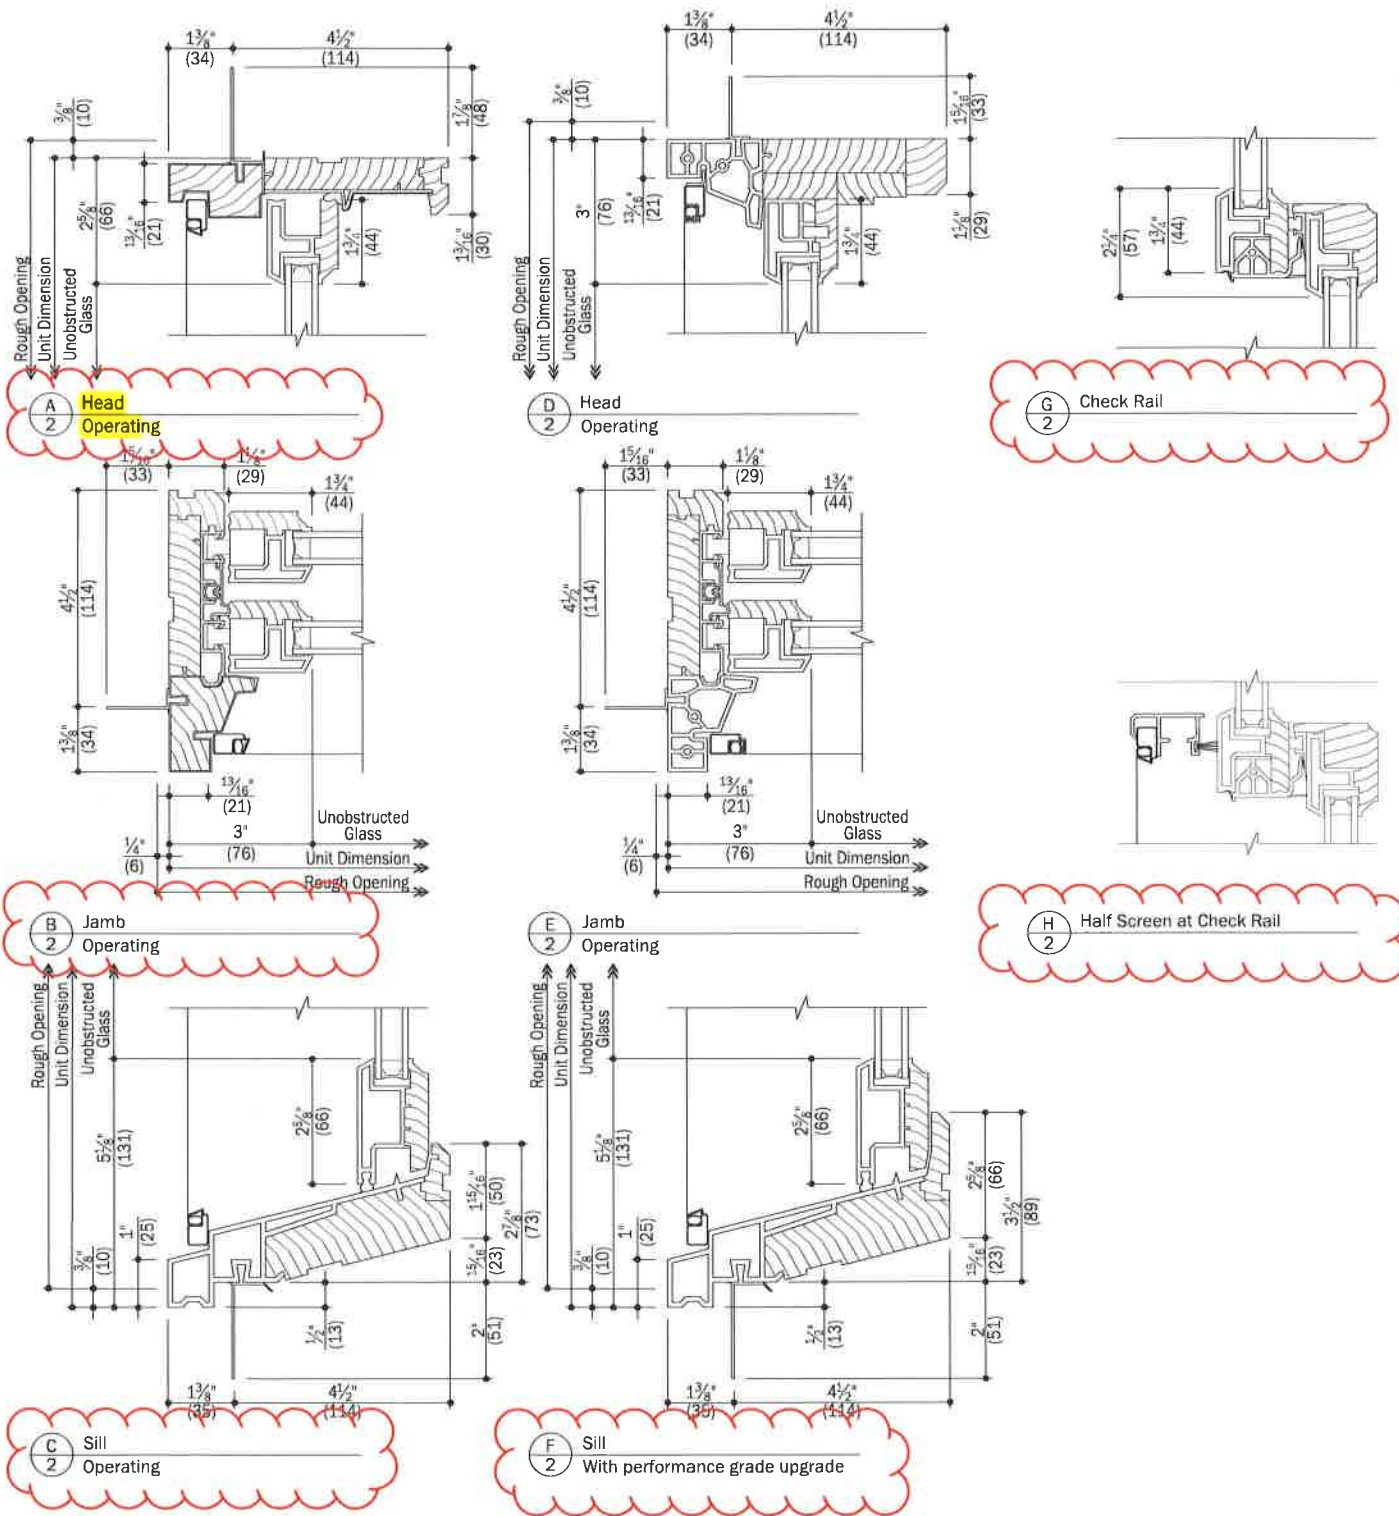 1⅜" 4½"
(34) (114)
⅜"
(10)
1⅞"
(48)
2⅝"
(66)
13/16"
(21)
1¾"
(44)
1 3/16"
(30)
Rough Opening
Unit Dimension
Unobstructed
Glass
A Head
2 Operating
1⅜" 4½"
(34) (114)
⅜"
(10)
1 5/16"
(33)
3"
(76)
13/16"
(21)
1¾"
(44)
1⅛"
(29)
Rough Opening
Unit Dimension
Unobstructed
Glass
D Head
2 Operating
2¼"
(57)
1¾"
(44)
G Check Rail
2
1 5/16" 1⅛"
(33) (29)
1¾"
(44)
4½"
(114)
1⅜"
(34)
13/16"
(21)
3"
(76)
Unobstructed
Glass
¼"
(6)
Unit Dimension
Rough Opening
B Jamb
2 Operating
1 5/16" 1⅛"
(33) (29)
1¾"
(44)
4½"
(114)
1⅜"
(34)
13/16"
(21)
3"
(76)
Unobstructed
Glass
¼"
(6)
Unit Dimension
Rough Opening
E Jamb
2 Operating
H Half Screen at Check Rail
2
Rough Opening
Unit Dimension
Unobstructed
Glass
2⅝"
(66)
5⅛"
(131)
1"
(25)
⅜"
(10)
1 15/16"
(50)
2⅞"
(73)
15/16"
(23)
½"
(13)
2"
(51)
1⅜" 4½"
(35) (114)
C Sill
2 Operating
Rough Opening
Unit Dimension
Unobstructed
Glass
2⅝"
(66)
5⅛"
(131)
1"
(25)
⅜"
(10)
2⅝"
(66)
3½"
(89)
15/16"
(23)
½"
(13)
2"
(51)
1⅜" 4½"
(35) (114)
F Sill
2 With performance grade upgrade